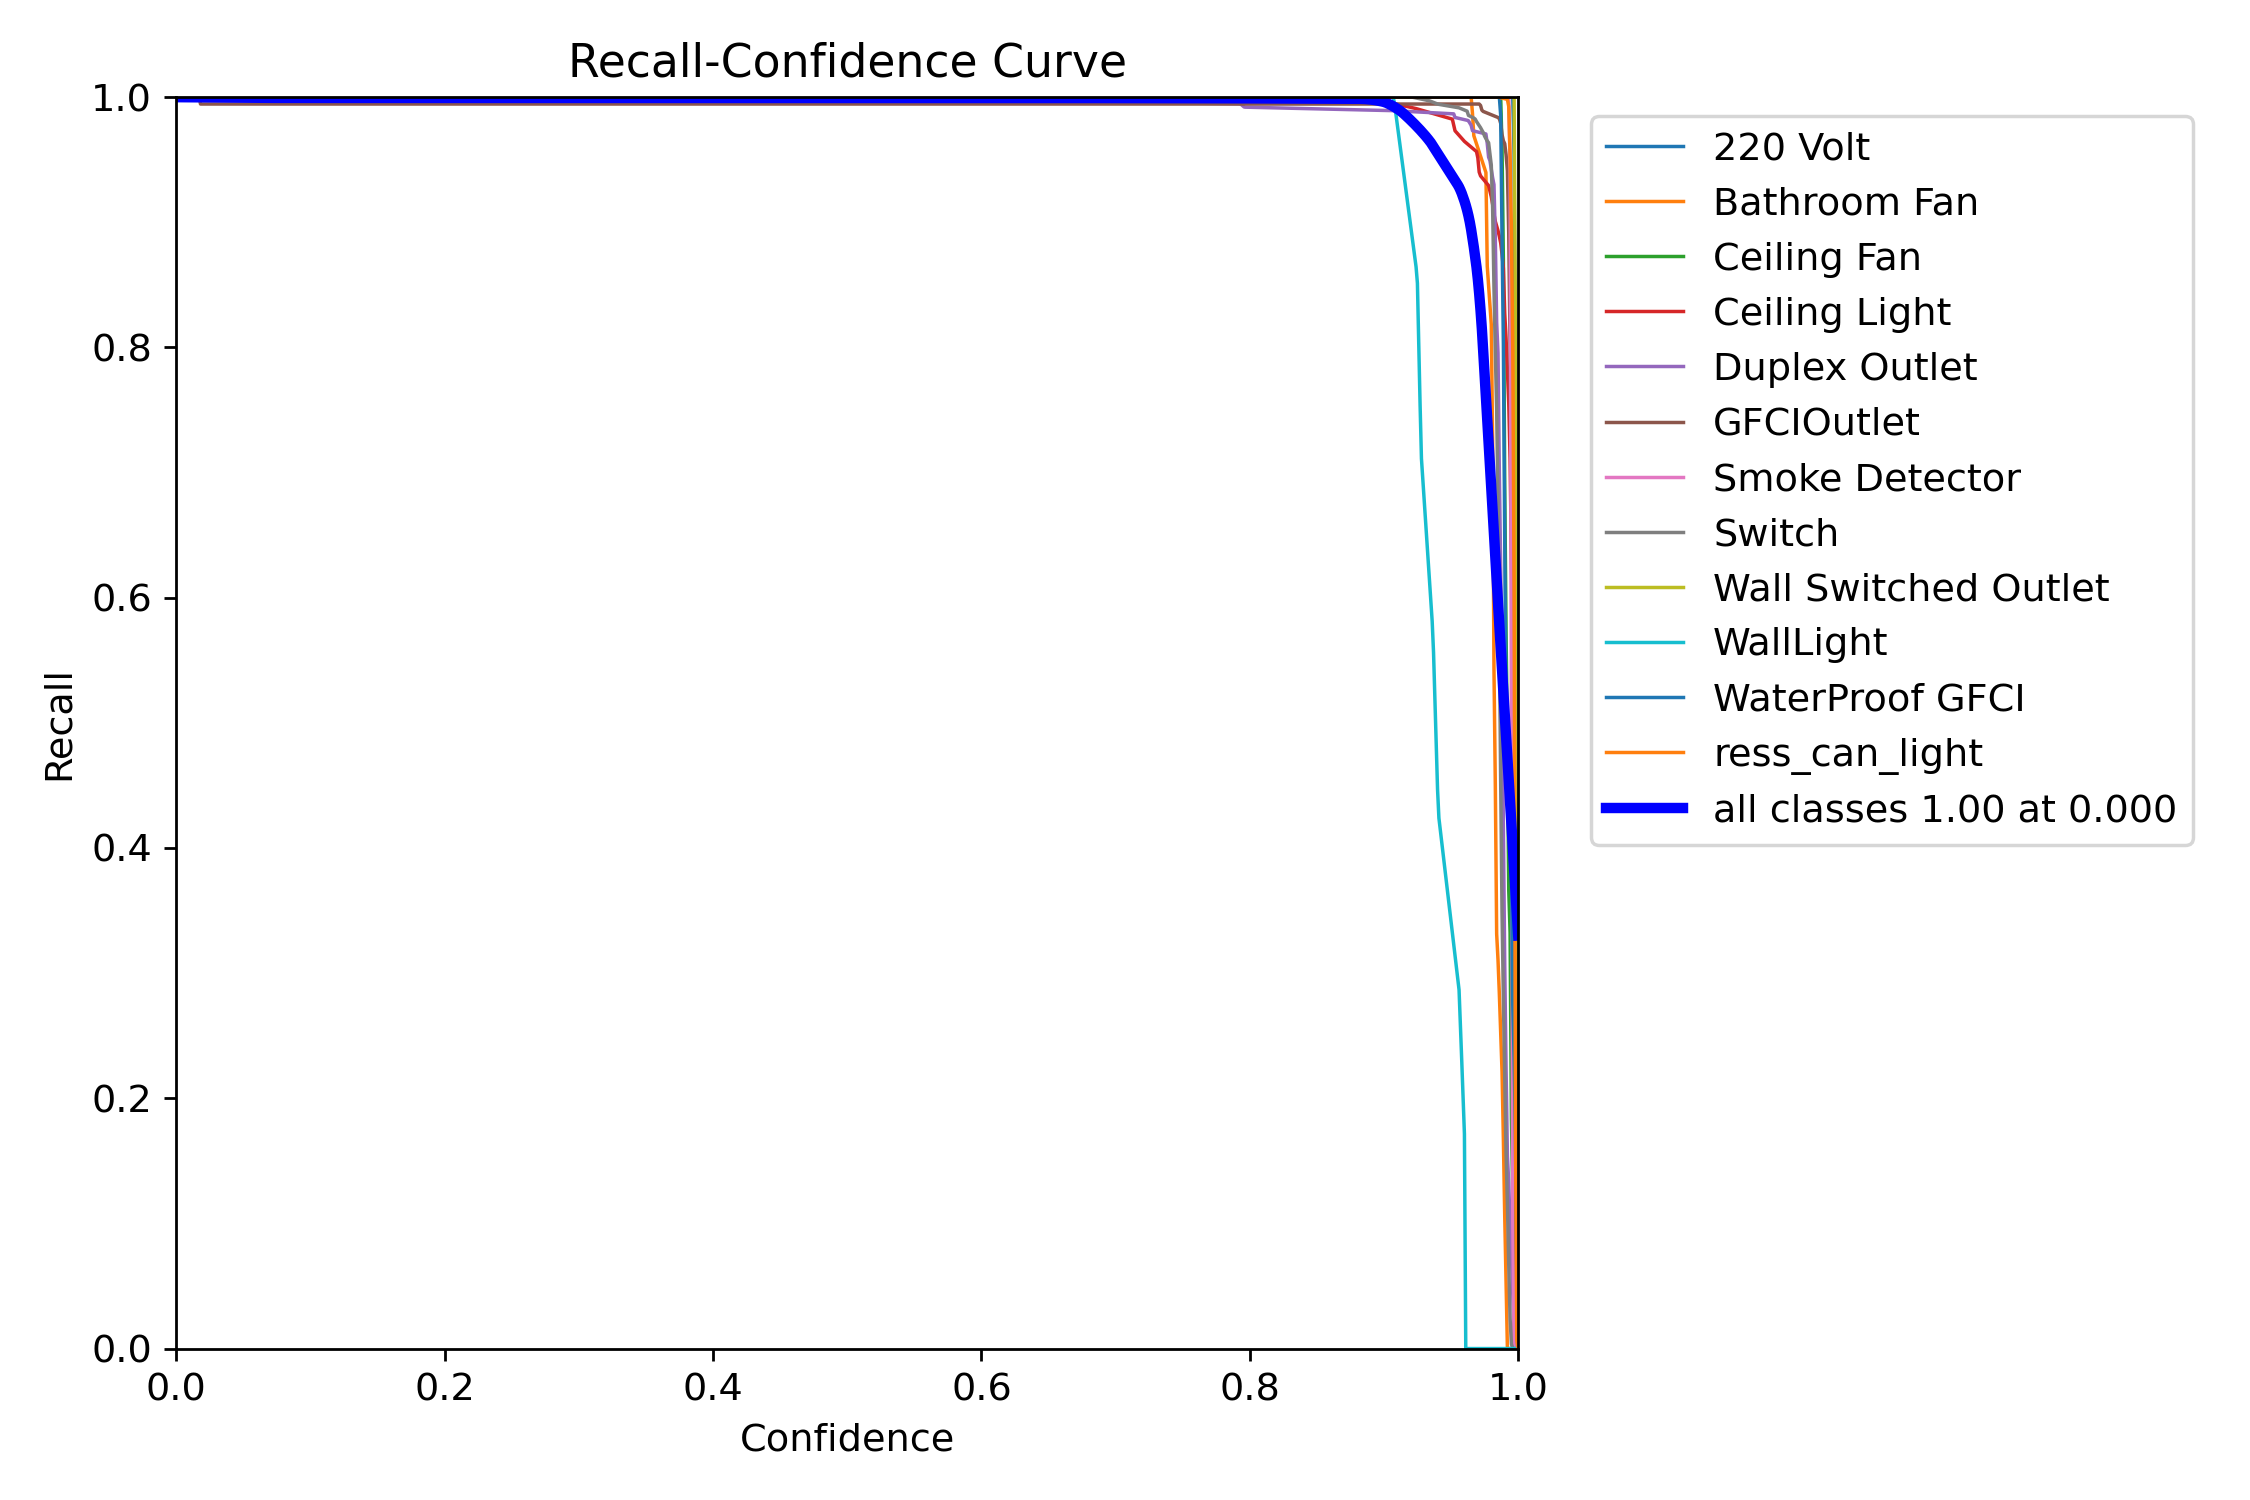 Recall-Confidence Curve
1.0
0.8
0.6
0.4
0.2
0.0
Recall
0.0 0.2 0.4 0.6 0.8 1.0
Confidence
220 Volt
Bathroom Fan
Ceiling Fan
Ceiling Light
Duplex Outlet
GFCIOutlet
Smoke Detector
Switch
Wall Switched Outlet
WallLight
WaterProof GFCI
ress_can_light
all classes 1.00 at 0.000